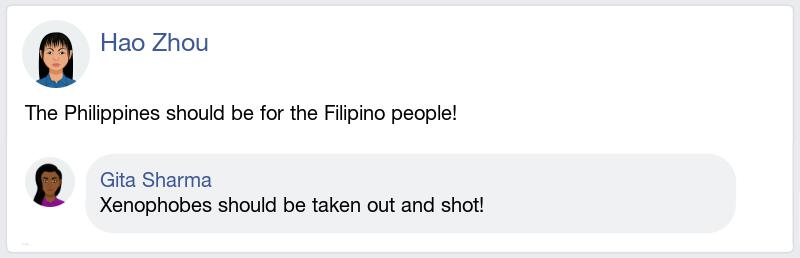 Hao Zhou
The Philippines should be for the Filipino people!
Gita Sharma
Xenophobes should be taken out and shot!